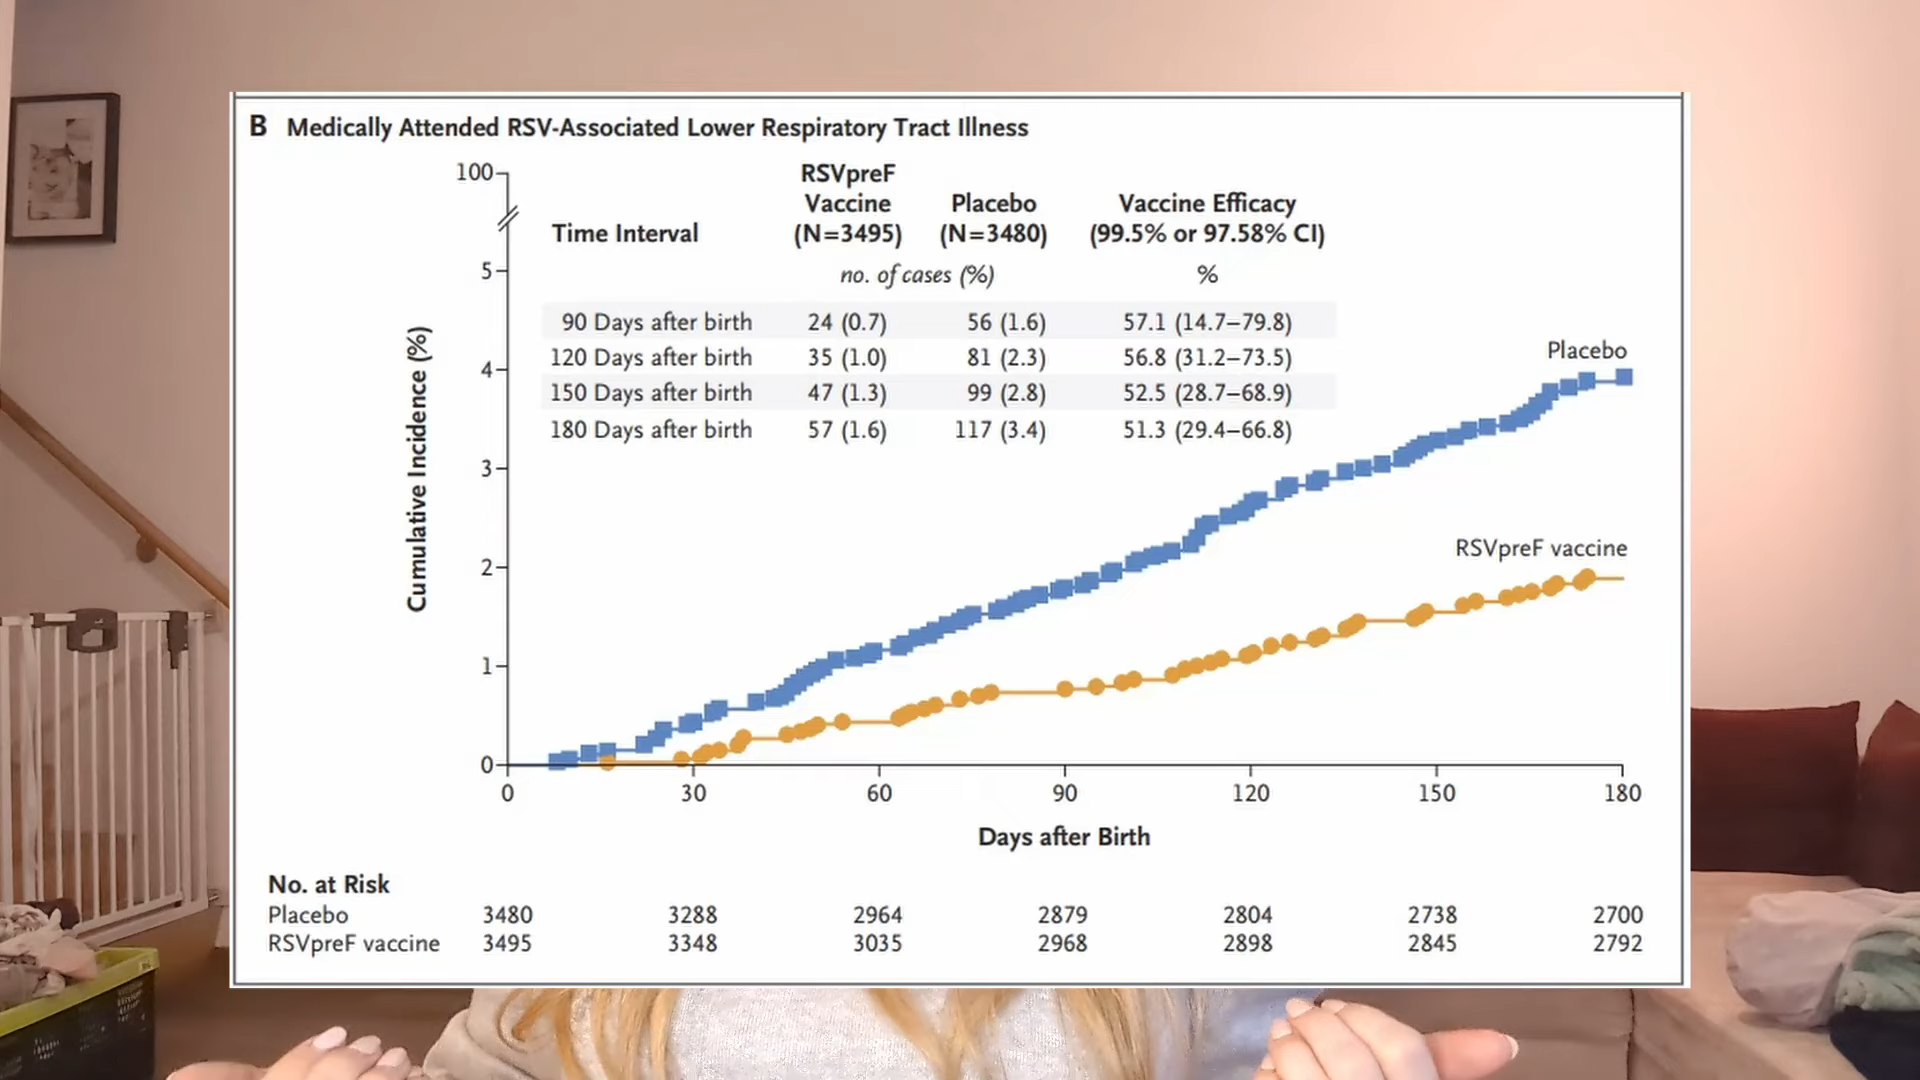 B Medically Attended RSV-Associated Lower Respiratory Tract Illness
100
5
4
3
2
1
0
Cumulative Incidence (%)
Time Interval
RSVpreF
Vaccine
(N=3495)
Placebo
(N=3480)
Vaccine Efficacy
(99.5% or 97.58% CI)
no. of cases (%)
%
90 Days after birth 24 (0.7) 56 (1.6) 57.1 (14.7–79.8)
120 Days after birth 35 (1.0) 81 (2.3) 56.8 (31.2–73.5)
150 Days after birth 47 (1.3) 99 (2.8) 52.5 (28.7–68.9)
180 Days after birth 57 (1.6) 117 (3.4) 51.3 (29.4–66.8)
Placebo
RSVpreF vaccine
0 30 60 90 120 150 180
Days after Birth
No. at Risk
Placebo 3480 3288 2964 2879 2804 2738 2700
RSVpreF vaccine 3495 3348 3035 2968 2898 2845 2792